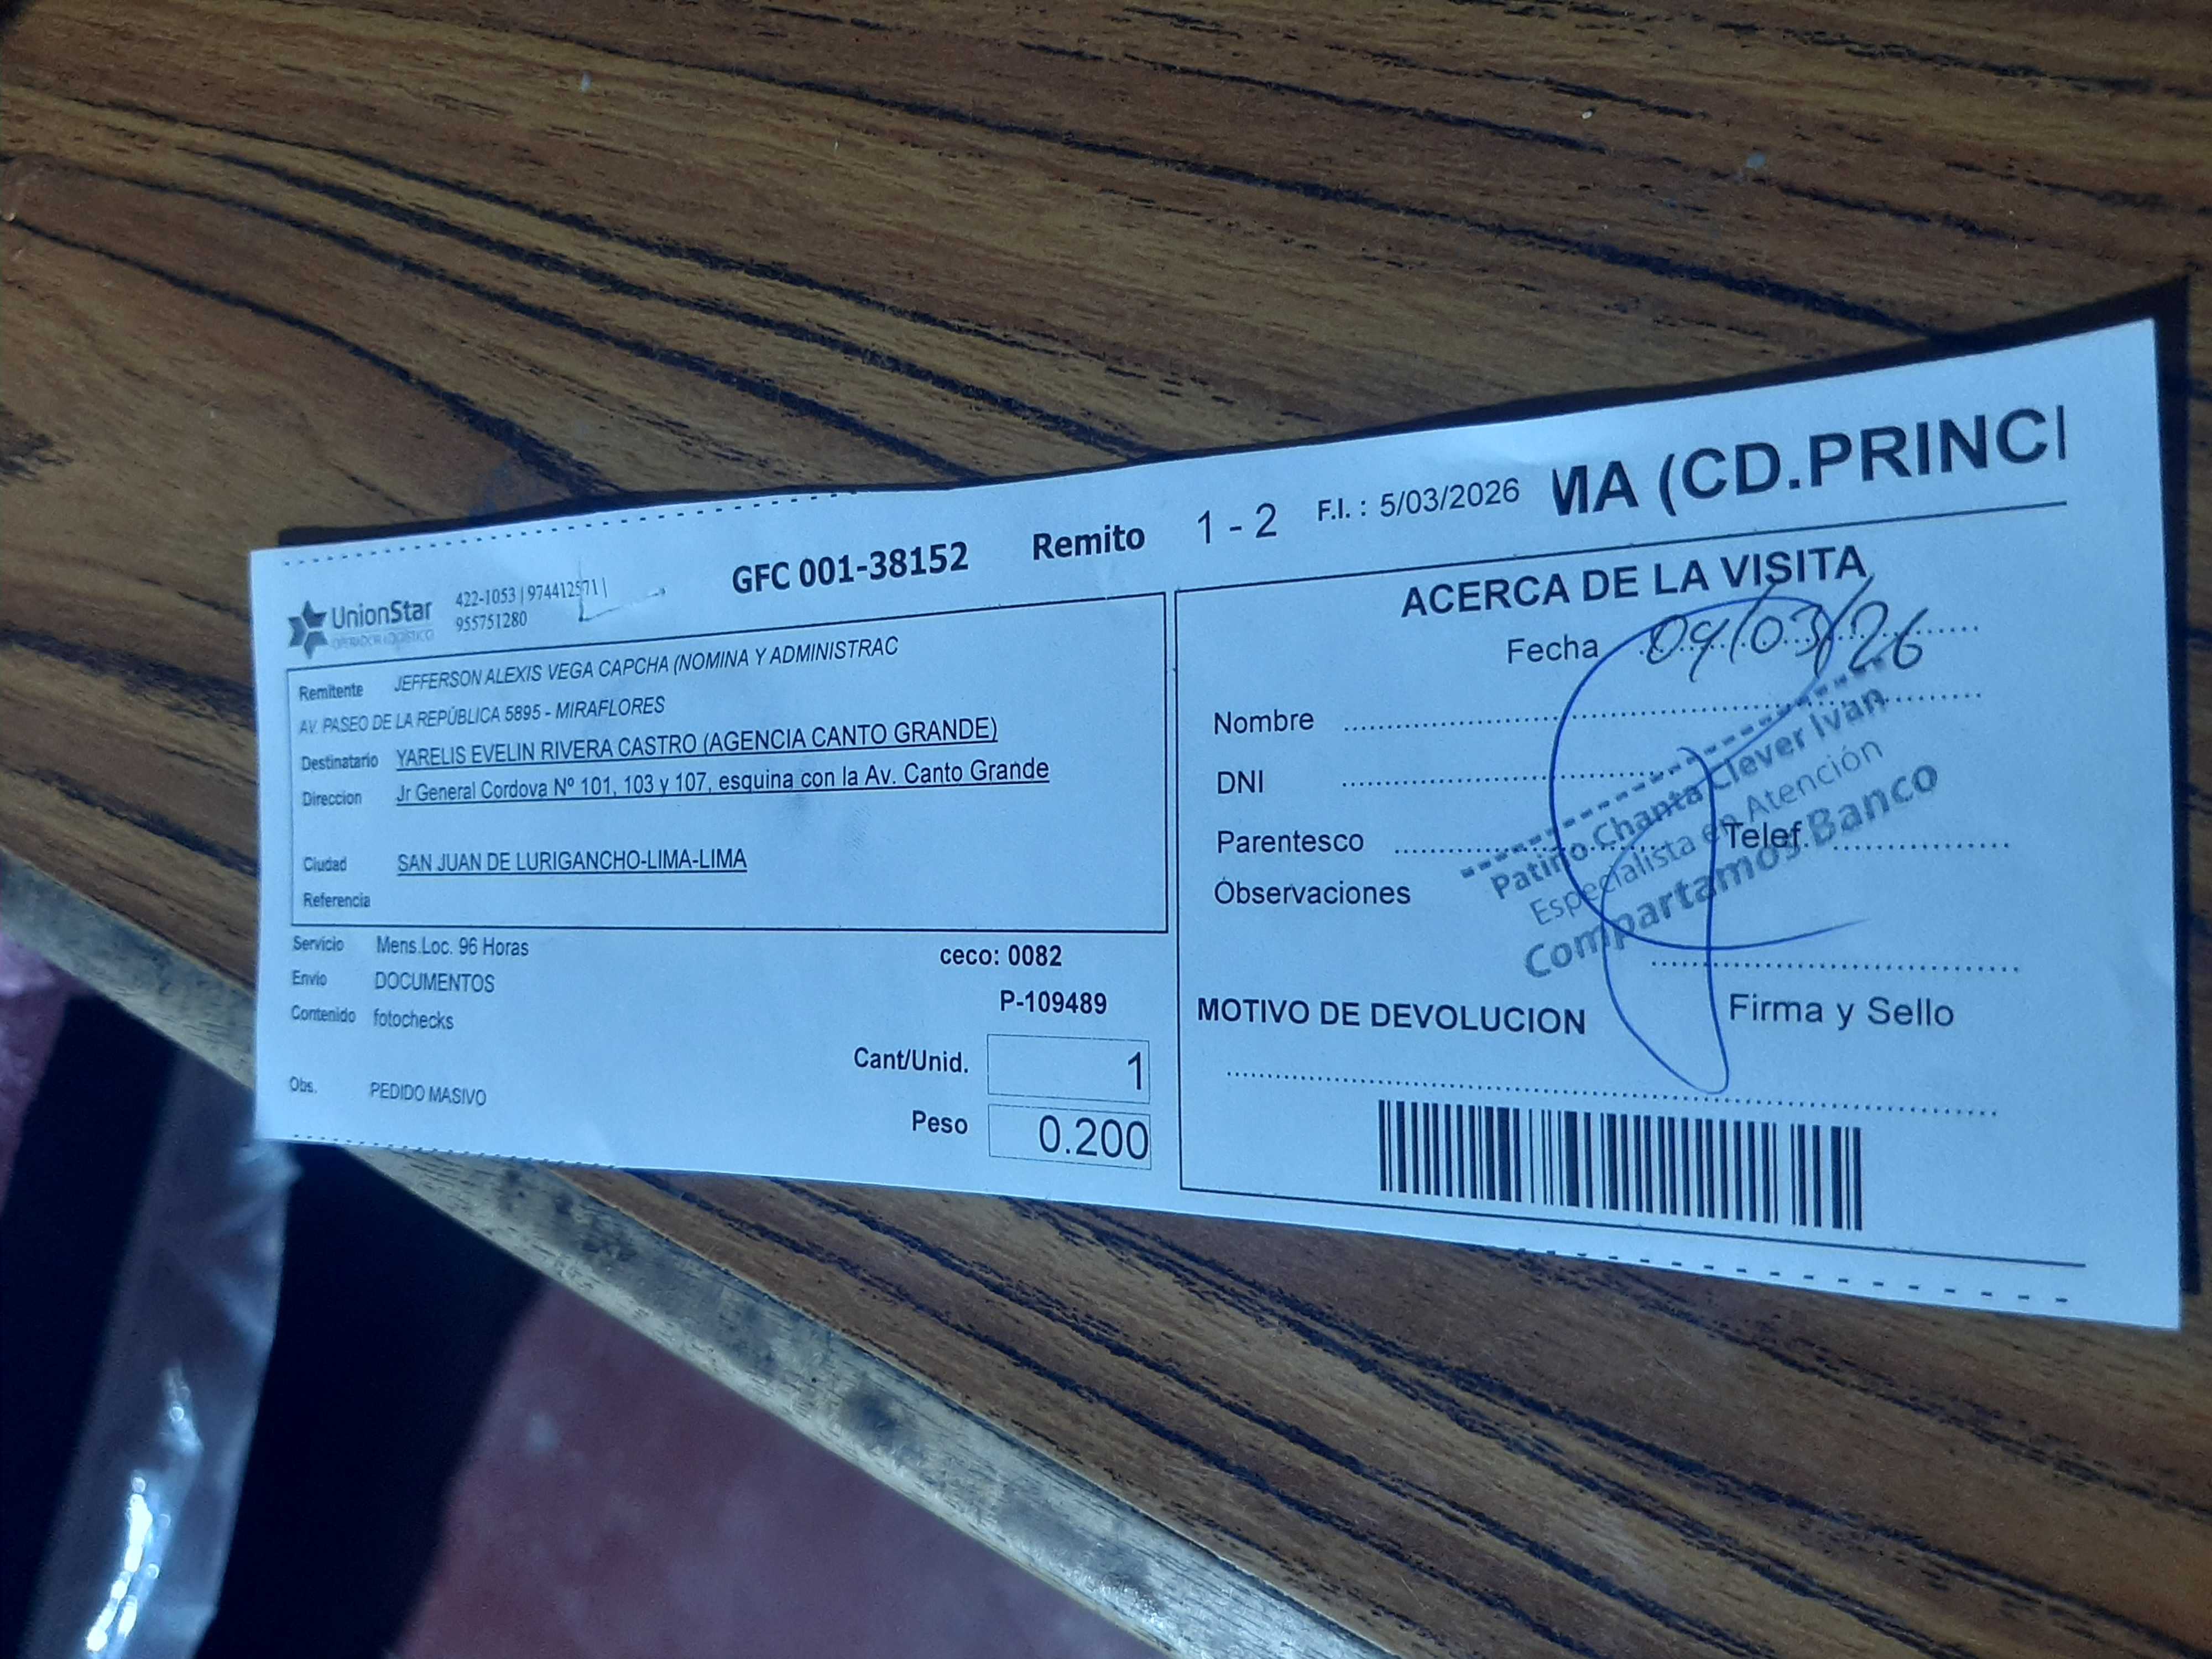 UnionStar
OPERADOR LOGISTICO
422-1053 | 974412571 |
955751280
GFC 001-38152
Remito 1 - 2
F.I. : 5/03/2026
MA (CD.PRINCI
Remitente JEFFERSON ALEXIS VEGA CAPCHA (NOMINA Y ADMINISTRAC
AV. PASEO DE LA REPÚBLICA 5895 - MIRAFLORES
Destinatario YARELIS EVELIN RIVERA CASTRO (AGENCIA CANTO GRANDE)
Direccion Jr General Cordova Nº 101, 103 y 107, esquina con la Av. Canto Grande
Ciudad SAN JUAN DE LURIGANCHO-LIMA-LIMA
Referencia
Servicio Mens.Loc. 96 Horas
ceco: 0082
Envio DOCUMENTOS
P-109489
Contenido fotochecks
Cant/Unid. 1
Obs. PEDIDO MASIVO
Peso 0.200
ACERCA DE LA VISITA
Fecha 09/03/26
Nombre
DNI
Parentesco
Telef.
Observaciones
Patiño Chanta Clever Ivan
Especialista en Atención
Compartamos Banco
MOTIVO DE DEVOLUCION
Firma y Sello